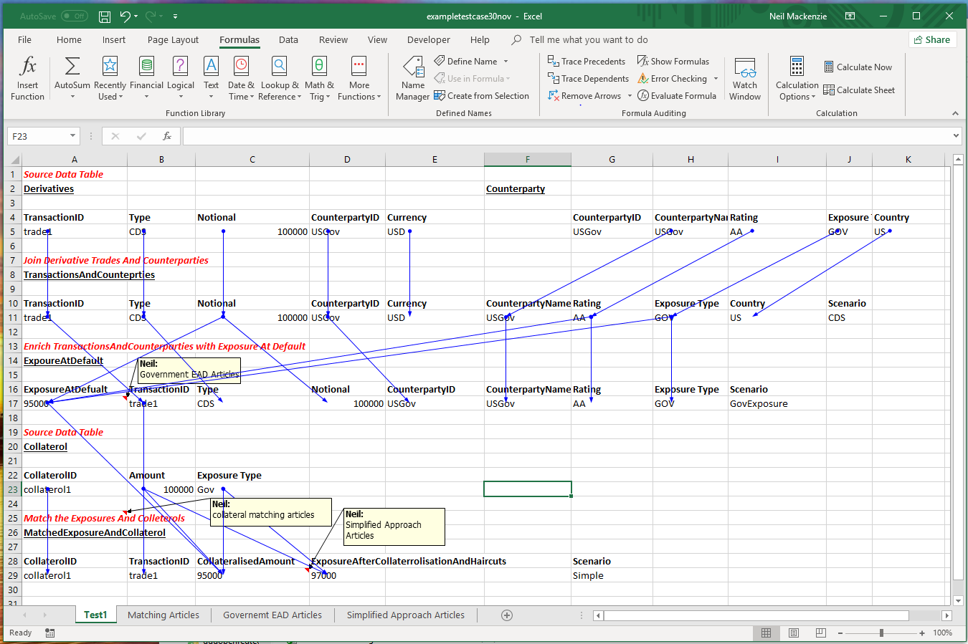 AutoSave Off exampletestcase30nov - Excel Neil Mackenzie
File Home Insert Page Layout Formulas Data Review View Developer Help Tell me what you want to do Share
fx Σ ? A θ
Insert Function AutoSum Recently Used Financial Logical Text Date & Time Lookup & Reference Math & Trig More Functions
Function Library
Name Manager
Define Name
Use in Formula
Create from Selection
Defined Names
Trace Precedents Show Formulas
Trace Dependents Error Checking
Remove Arrows Evaluate Formula
Formula Auditing
Watch Window
Calculation Options
Calculate Now
Calculate Sheet
Calculation
F23 fx
A B C D E F G H I J K
1 Source Data Table
2 Derivatives Counterparty
3
4 TransactionID Type Notional CounterpartyID Currency CounterpartyID CounterpartyNa Rating Exposure Country
5 trade1 CDS 100000 USGov USD USGov USGov AA GOV US
6
7 Join Derivative Trades And Counterparties
8 TransactionsAndCounteprties
9
10 TransactionID Type Notional CounterpartyID Currency CounterpartyName Rating Exposure Type Country Scenario
11 trade1 CDS 100000 USGov USD USGov AA GOV US CDS
12
13 Enrich TransactionsAndCounterparties with Exposure At Default
14 ExpoureAtDefault
Neil:
Government EAD Articles
15
16 ExposureAtDefualt TransactionID Type Notional CounterpartyID CounterpartyName Rating Exposure Type Scenario
17 95000 trade1 CDS 100000 USGov USGov AA GOV GovExposure
18
19 Source Data Table
20 Collaterol
21
22 CollaterolID Amount Exposure Type
23 collaterol1 100000 Gov
24
Neil:
collateral matching articles
25 Match the Exposures And Colleterols
Neil:
Simplified Approach
Articles
26 MatchedExposureAndCollaterol
27
28 CollaterolID TransactionID CollateralisedAmount ExposureAfterCollaterrolisationAndHaircuts Scenario
29 collaterol1 trade1 95000 97000 Simple
30
31
Test1 Matching Articles Governemt EAD Articles Simplified Approach Articles
Ready 100%